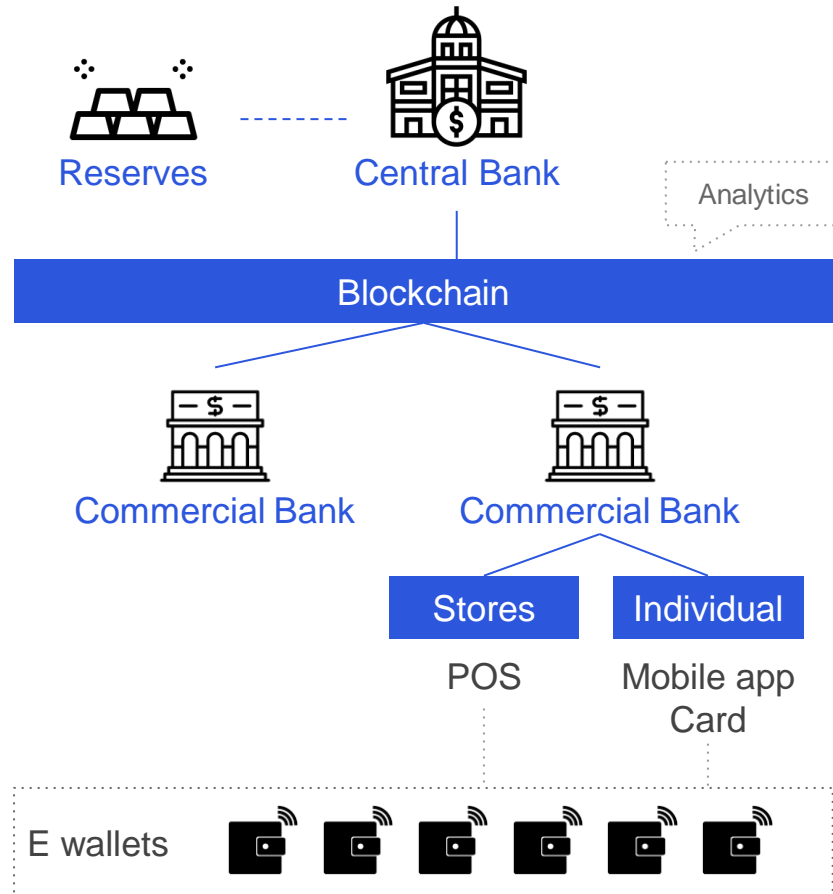 Reserves
Central Bank
Analytics
Blockchain
Commercial Bank
Commercial Bank
Stores
Individual
POS
Mobile app
Card
E wallets